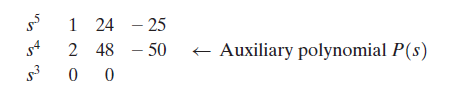 s⁵ 1 24 − 25
s⁴ 2 48 − 50 ← Auxiliary polynomial P(s)
s³ 0 0